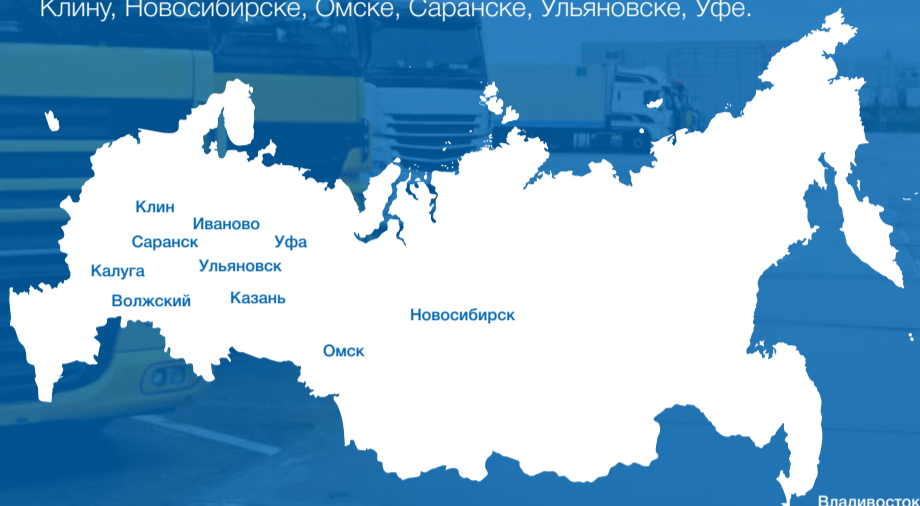 Клину, Новосибирске, Омске, Саранске, Ульяновске, Уфе.
Клин
Иваново
Саранск
Уфа
Ульяновск
Калуга
Казань
Волжский
Новосибирск
Омск
Владивосток